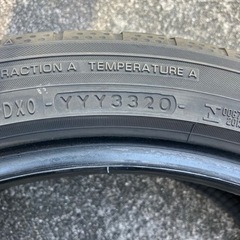 RACTION A TEMPERATURE A
DX0 -YYY3320-